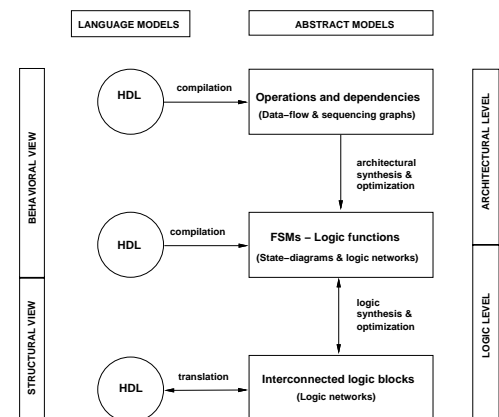 LANGUAGE MODELS
ABSTRACT MODELS
BEHAVIORAL VIEW
STRUCTURAL VIEW
HDL
compilation
Operations and dependencies
(Data–flow & sequencing graphs)
architectural
synthesis &
optimization
HDL
compilation
FSMs – Logic functions
(State–diagrams & logic networks)
logic
synthesis &
optimization
HDL
translation
Interconnected logic blocks
(Logic networks)
ARCHITECTURAL LEVEL
LOGIC LEVEL